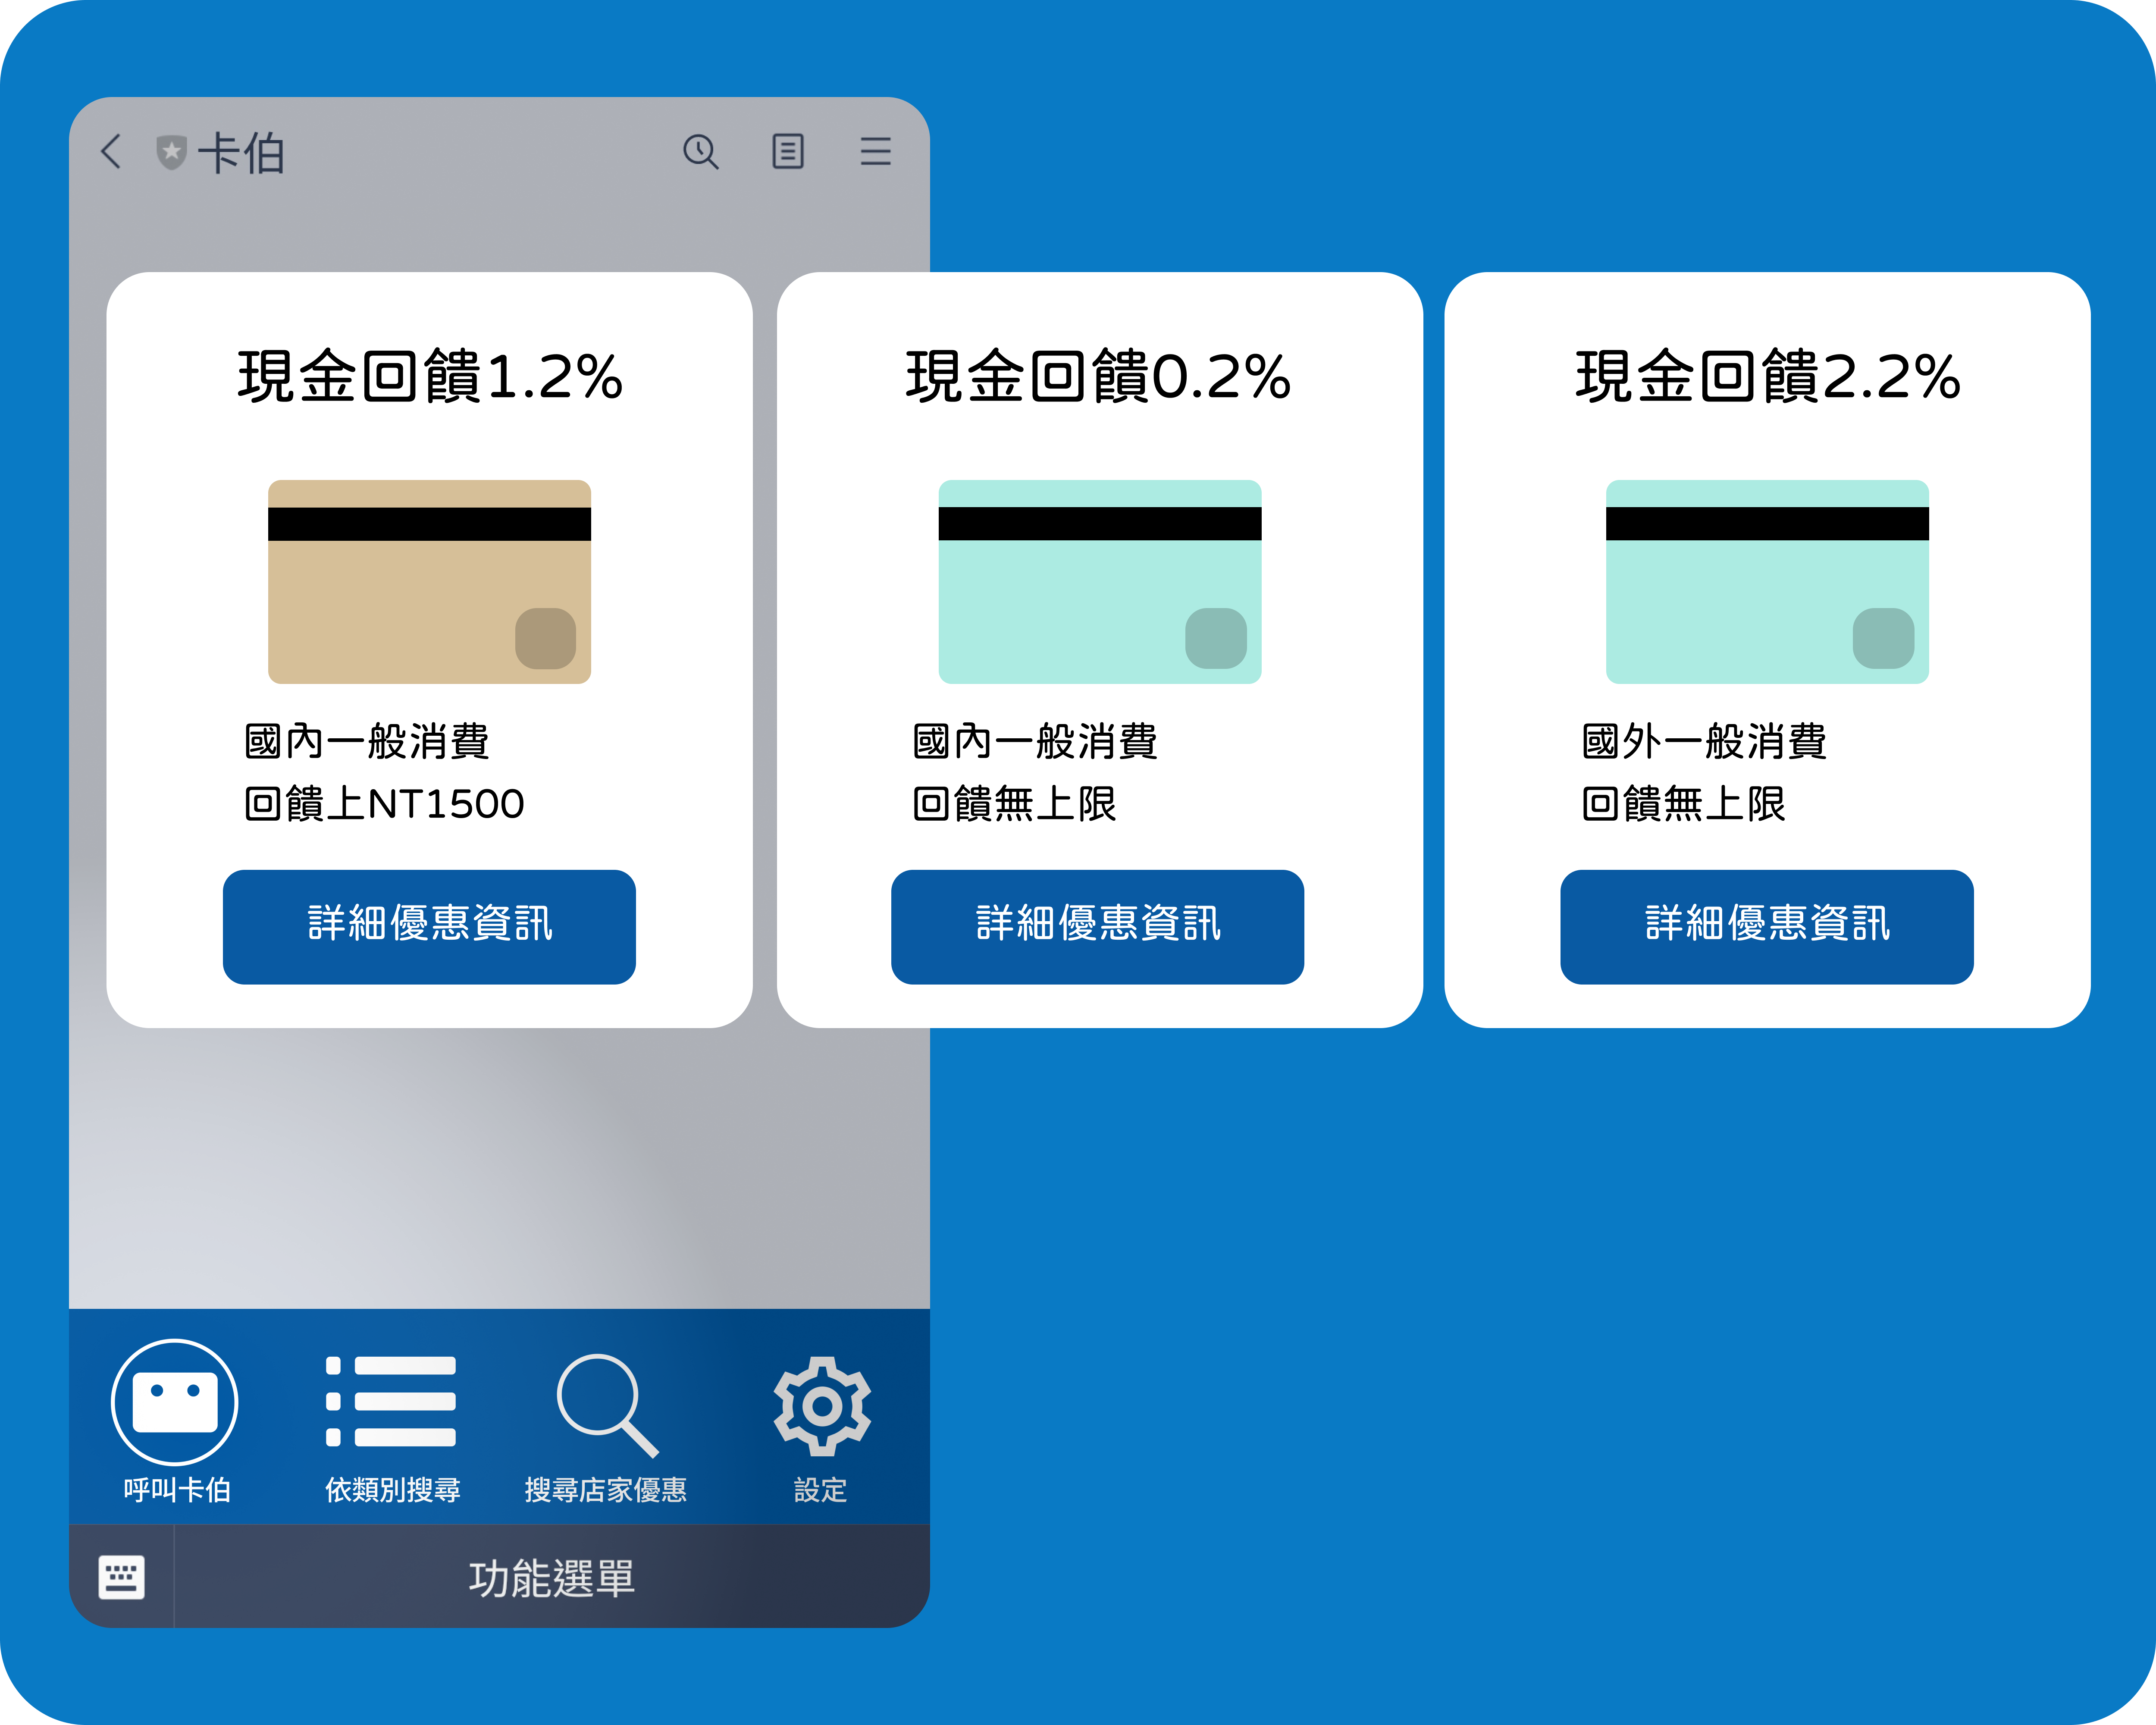 卡伯
現金回饋1.2%
國內一般消費
回饋上NT1500
詳細優惠資訊
現金回饋0.2%
國內一般消費
回饋無上限
詳細優惠資訊
現金回饋2.2%
國外一般消費
回饋無上限
詳細優惠資訊
呼叫卡伯
依類別搜尋
搜尋店家優惠
設定
功能選單